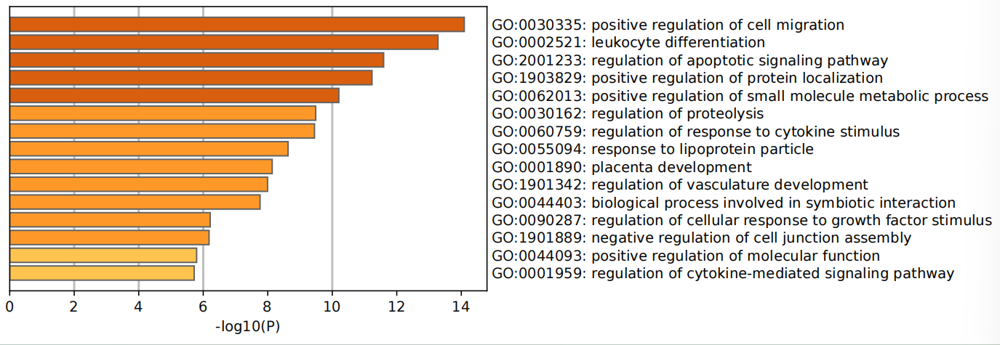 GO:0030335: positive regulation of cell migration
GO:0002521: leukocyte differentiation
GO:2001233: regulation of apoptotic signaling pathway
GO:1903829: positive regulation of protein localization
GO:0062013: positive regulation of small molecule metabolic process
GO:0030162: regulation of proteolysis
GO:0060759: regulation of response to cytokine stimulus
GO:0055094: response to lipoprotein particle
GO:0001890: placenta development
GO:1901342: regulation of vasculature development
GO:0044403: biological process involved in symbiotic interaction
GO:0090287: regulation of cellular response to growth factor stimulus
GO:1901889: negative regulation of cell junction assembly
GO:0044093: positive regulation of molecular function
GO:0001959: regulation of cytokine-mediated signaling pathway
0 2 4 6 8 10 12 14
-log10(P)